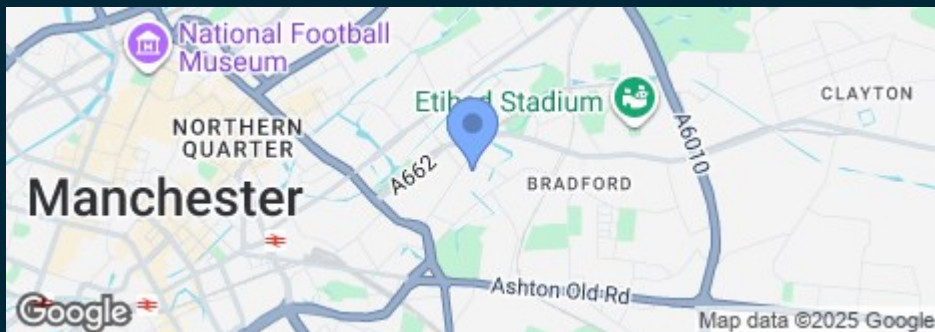 National Football
Museum
Etihad Stadium
CLAYTON
NORTHERN
QUARTER
A662
A6010
BRADFORD
Manchester
Ashton Old Rd
Google
Map data ©2025 Google